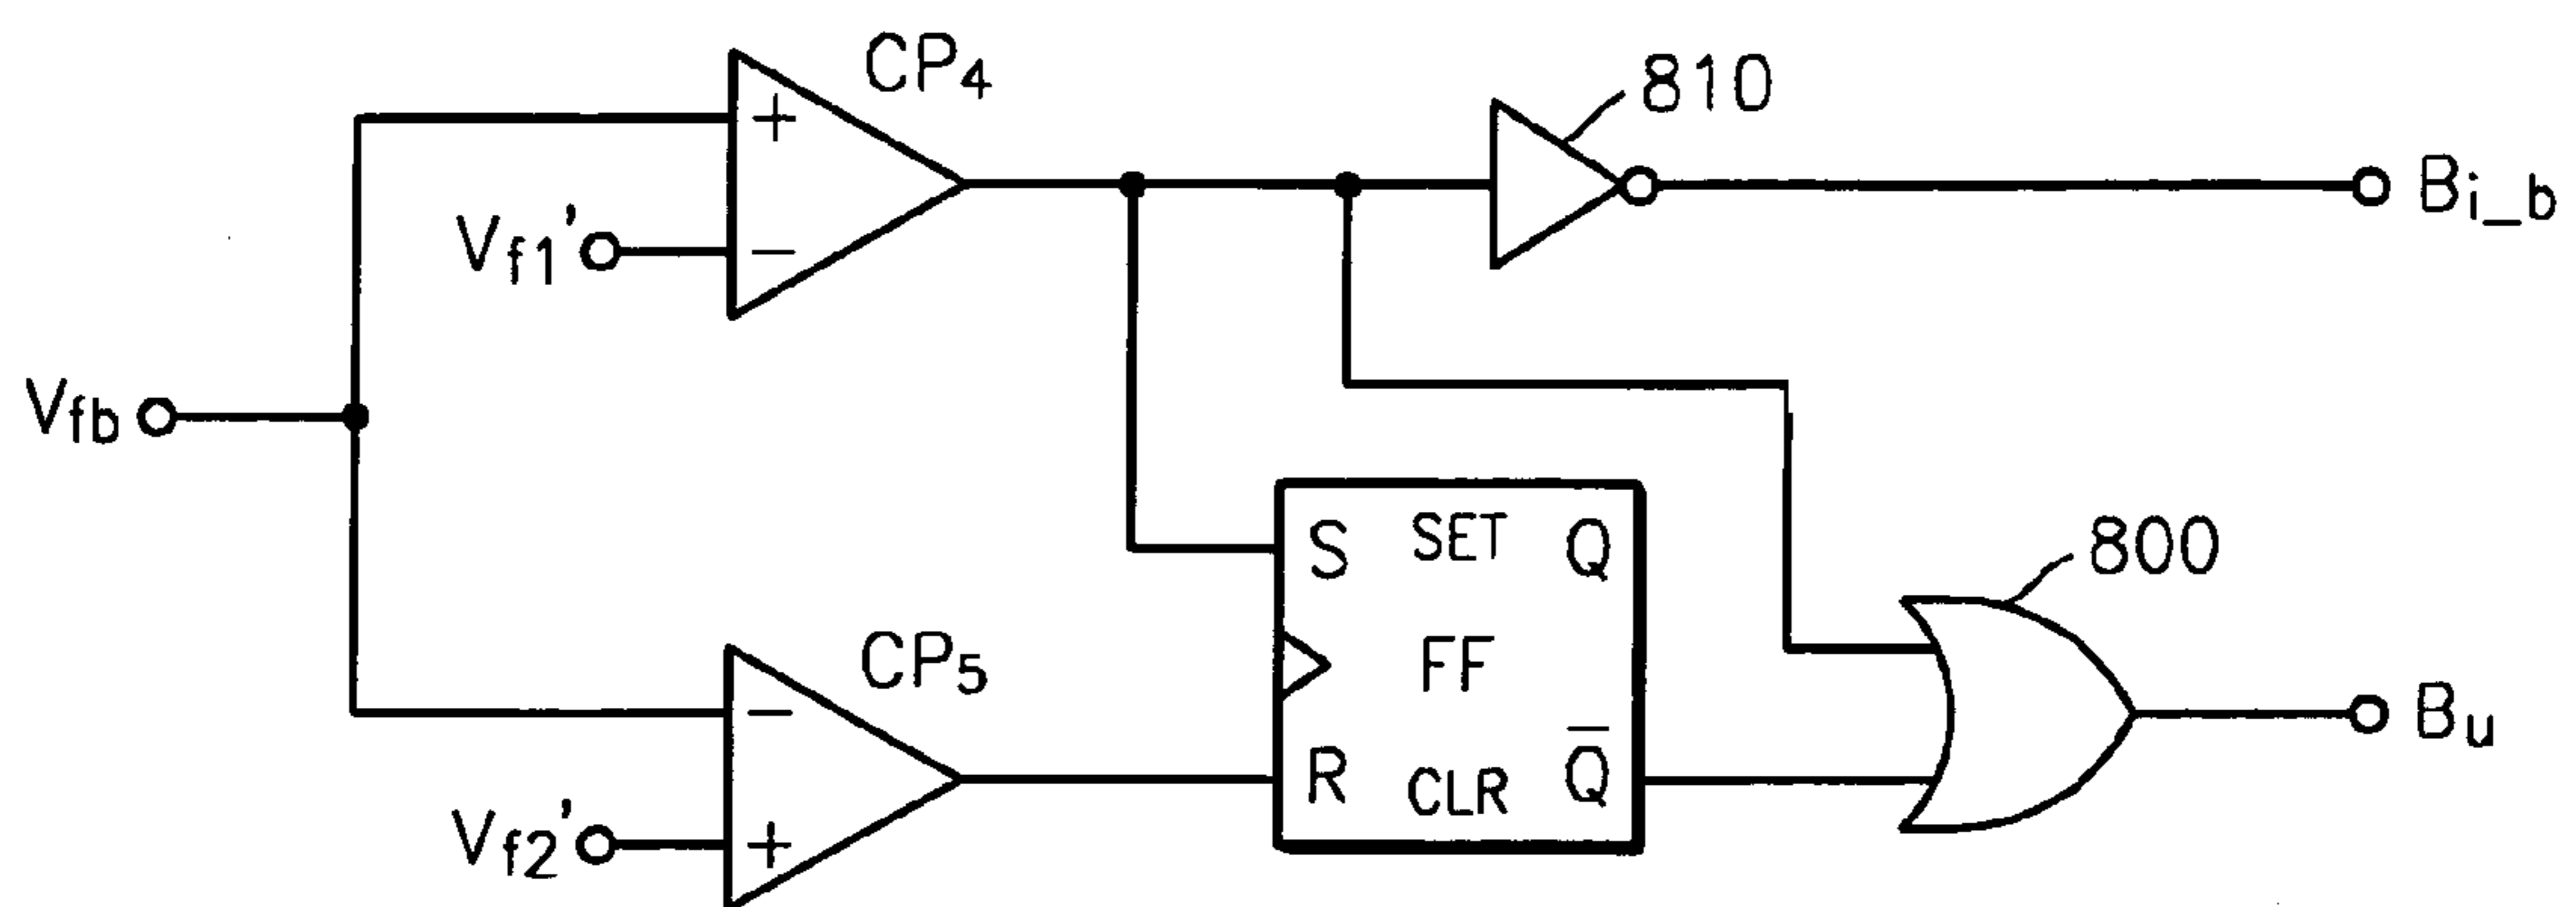 CP4
810
+
Vf1'
−
Bi_b
Vfb
S SET Q
800
CP5
FF
−
Bu
R CLR Q̅
Vf2'
+